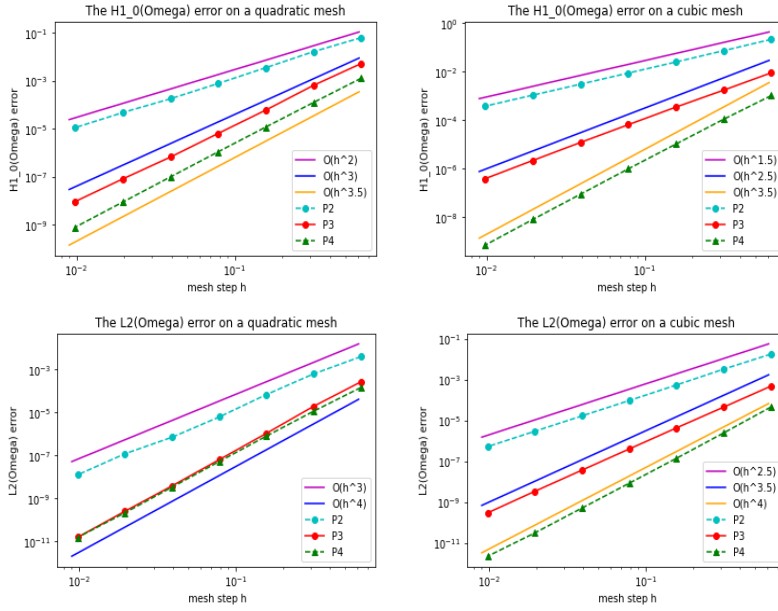 The H1_0(Omega) error on a quadratic mesh
H1_0(Omega) error
10^-1
10^-3
10^-5
10^-7
10^-9
O(h^2)
O(h^3)
O(h^3.5)
P2
P3
P4
10^-2
10^-1
mesh step h
The H1_0(Omega) error on a cubic mesh
H1_0(Omega) error
10^0
10^-2
10^-4
10^-6
10^-8
O(h^1.5)
O(h^2.5)
O(h^3.5)
P2
P3
P4
10^-2
10^-1
mesh step h
The L2(Omega) error on a quadratic mesh
L2(Omega) error
10^-3
10^-5
10^-7
10^-9
10^-11
O(h^3)
O(h^4)
P2
P3
P4
10^-2
10^-1
mesh step h
The L2(Omega) error on a cubic mesh
L2(Omega) error
10^-1
10^-3
10^-5
10^-7
10^-9
10^-11
O(h^2.5)
O(h^3.5)
O(h^4)
P2
P3
P4
10^-2
10^-1
mesh step h